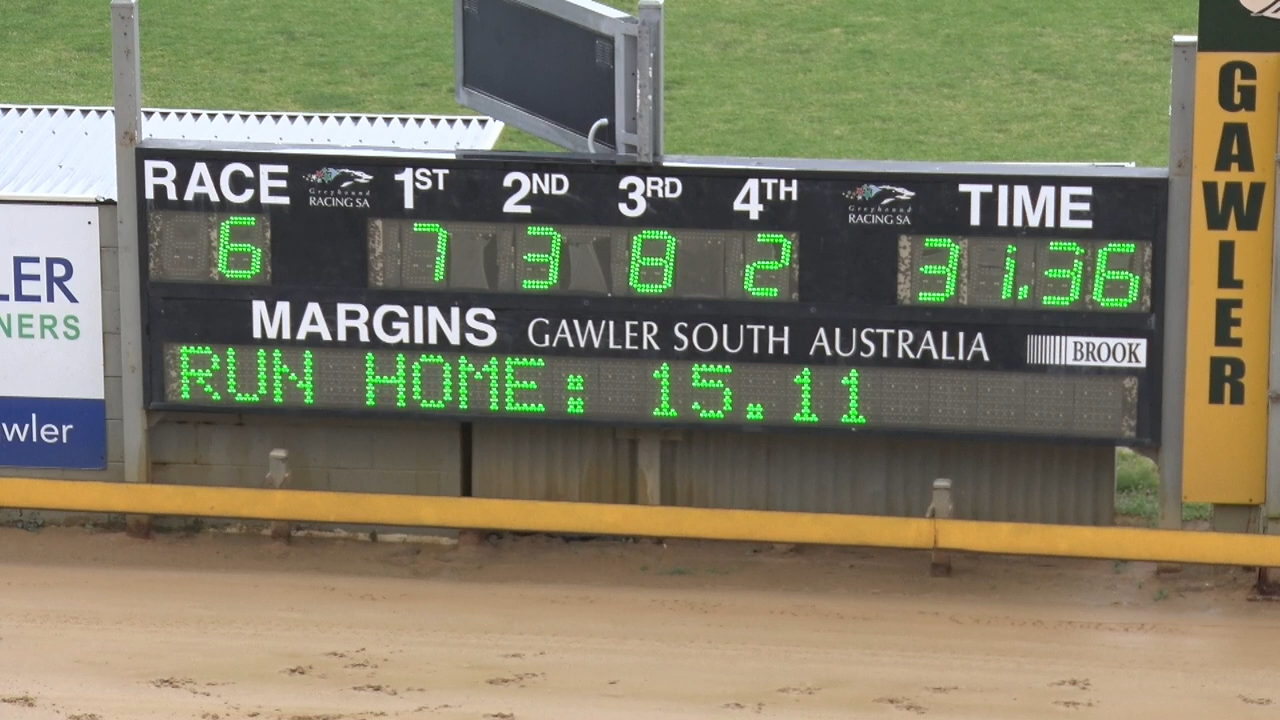 RACE Greyhound RACING SA 1ST 2ND 3RD 4TH Greyhound RACING SA TIME
6 7 3 8 2 31.36
MARGINS GAWLER SOUTH AUSTRALIA BROOK
RUN HOME: 15.11
LER
NERS
wler
GAWLER